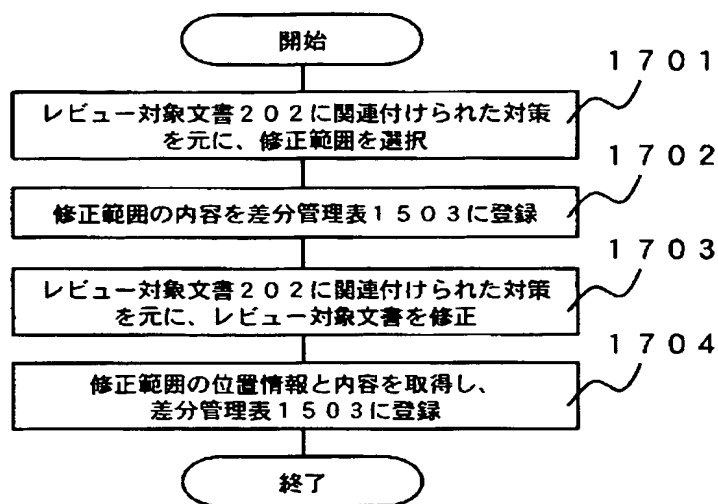 開始
1701
レビュー対象文書202に関連付けられた対策
を元に、修正範囲を選択
1702
修正範囲の内容を差分管理表1503に登録
1703
レビュー対象文書202に関連付けられた対策
を元に、レビュー対象文書を修正
1704
修正範囲の位置情報と内容を取得し、
差分管理表1503に登録
終了